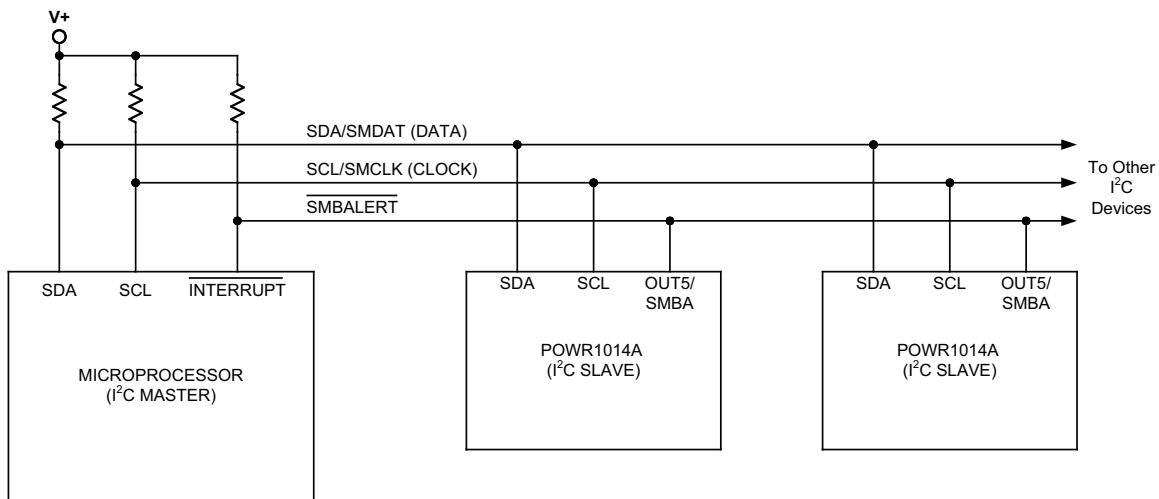 V+
SDA/SMDAT (DATA)
SCL/SMCLK (CLOCK)
SMBALERT
To Other
I²C
Devices
SDA SCL INTERRUPT
MICROPROCESSOR
(I²C MASTER)
SDA SCL OUT5/
SMBA
POWR1014A
(I²C SLAVE)
SDA SCL OUT5/
SMBA
POWR1014A
(I²C SLAVE)